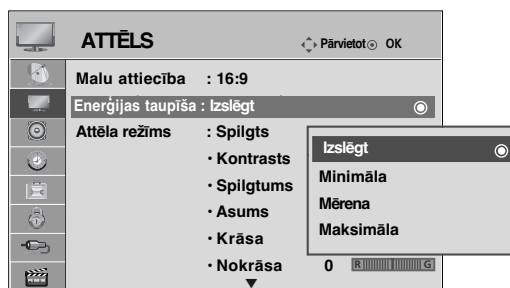 ATTĒLS Pārvietot OK
Malu attiecība : 16:9
Enerģijas taupīša : Izslēgt
Attēla režīms : Spilgts
• Kontrasts
• Spilgtums
• Asums
• Krāsa
• Nokrāsa 0 R G
Izslēgt
Minimāla
Mērena
Maksimāla